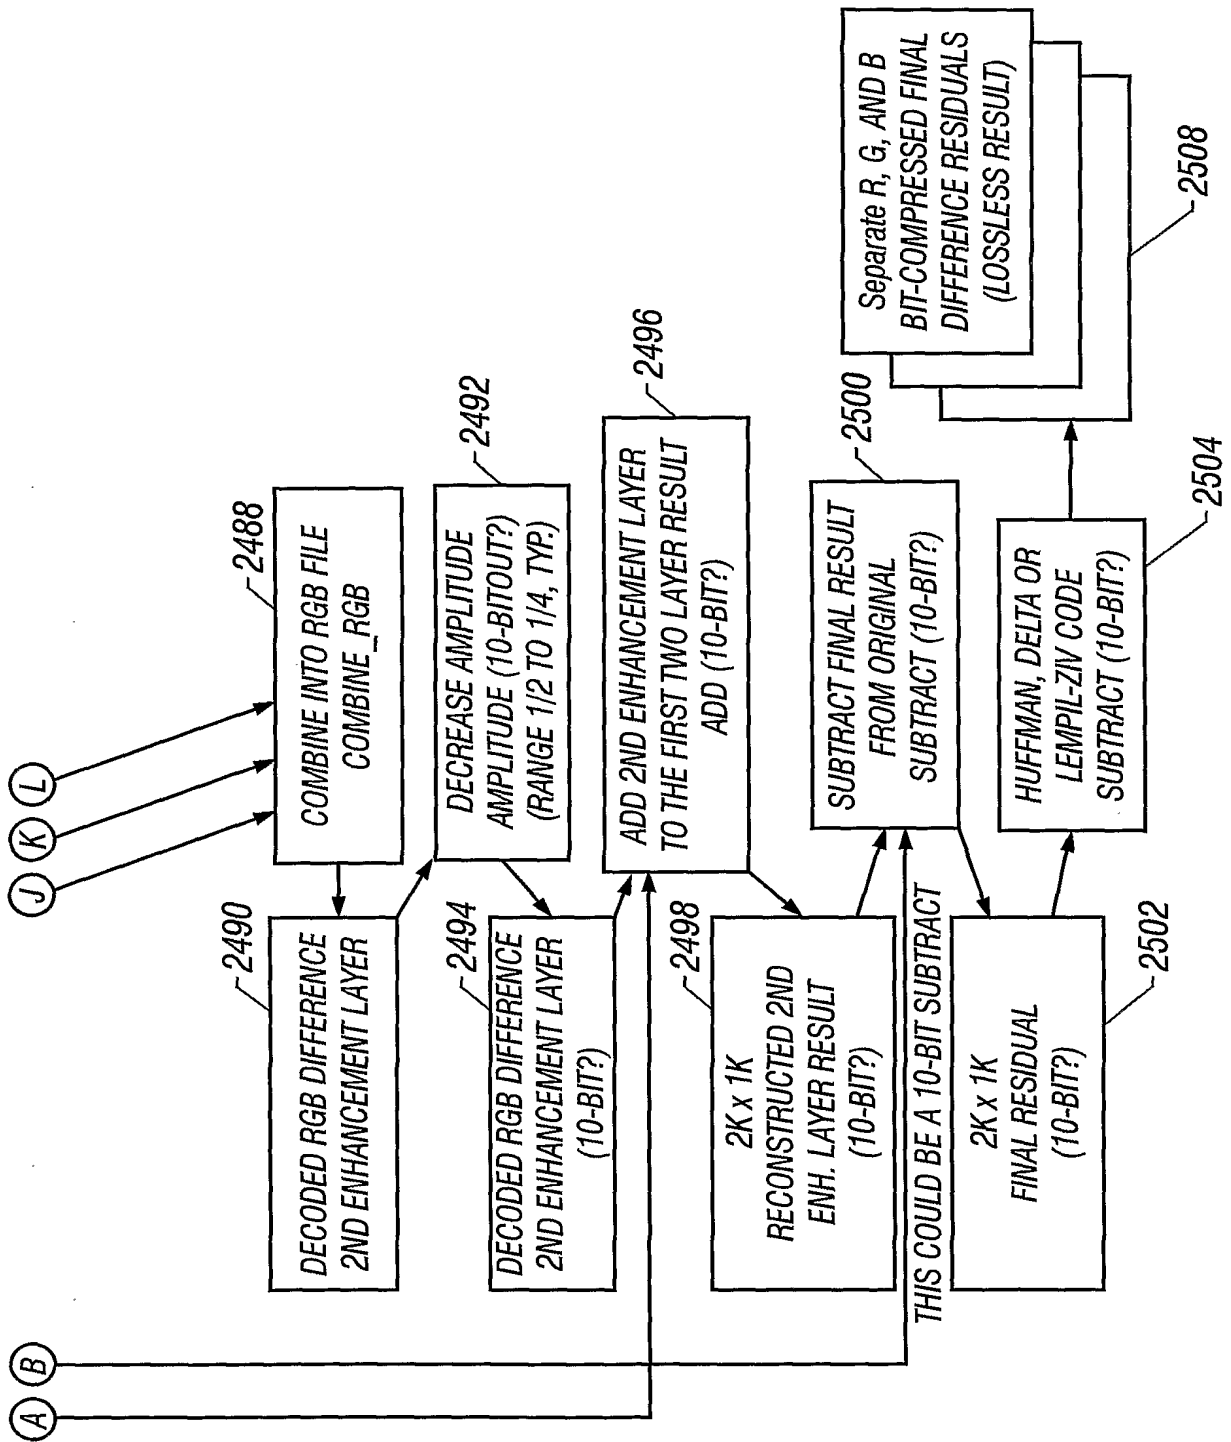 A
B
J
K
L
2488
COMBINE INTO RGB FILE
COMBINE_RGB
2490
DECODED RGB DIFFERENCE
2ND ENHANCEMENT LAYER
2492
DECREASE AMPLITUDE
AMPLITUDE (10-BITOUT?)
(RANGE 1/2 TO 1/4, TYP.)
2494
DECODED RGB DIFFERENCE
2ND ENHANCEMENT LAYER
(10-BIT?)
2496
ADD 2ND ENHANCEMENT LAYER
TO THE FIRST TWO LAYER RESULT
ADD (10-BIT?)
2498
2K x 1K
RECONSTRUCTED 2ND
ENH. LAYER RESULT
(10-BIT?)
2500
SUBTRACT FINAL RESULT
FROM ORIGINAL
SUBTRACT (10-BIT?)
THIS COULD BE A 10-BIT SUBTRACT
2K x 1K
FINAL RESIDUAL
(10-BIT?)
2502
HUFFMAN, DELTA OR
LEMPIL-ZIV CODE
SUBTRACT (10-BIT?)
2504
Separate R, G, AND B
BIT-COMPRESSED FINAL
DIFFERENCE RESIDUALS
(LOSSLESS RESULT)
2508